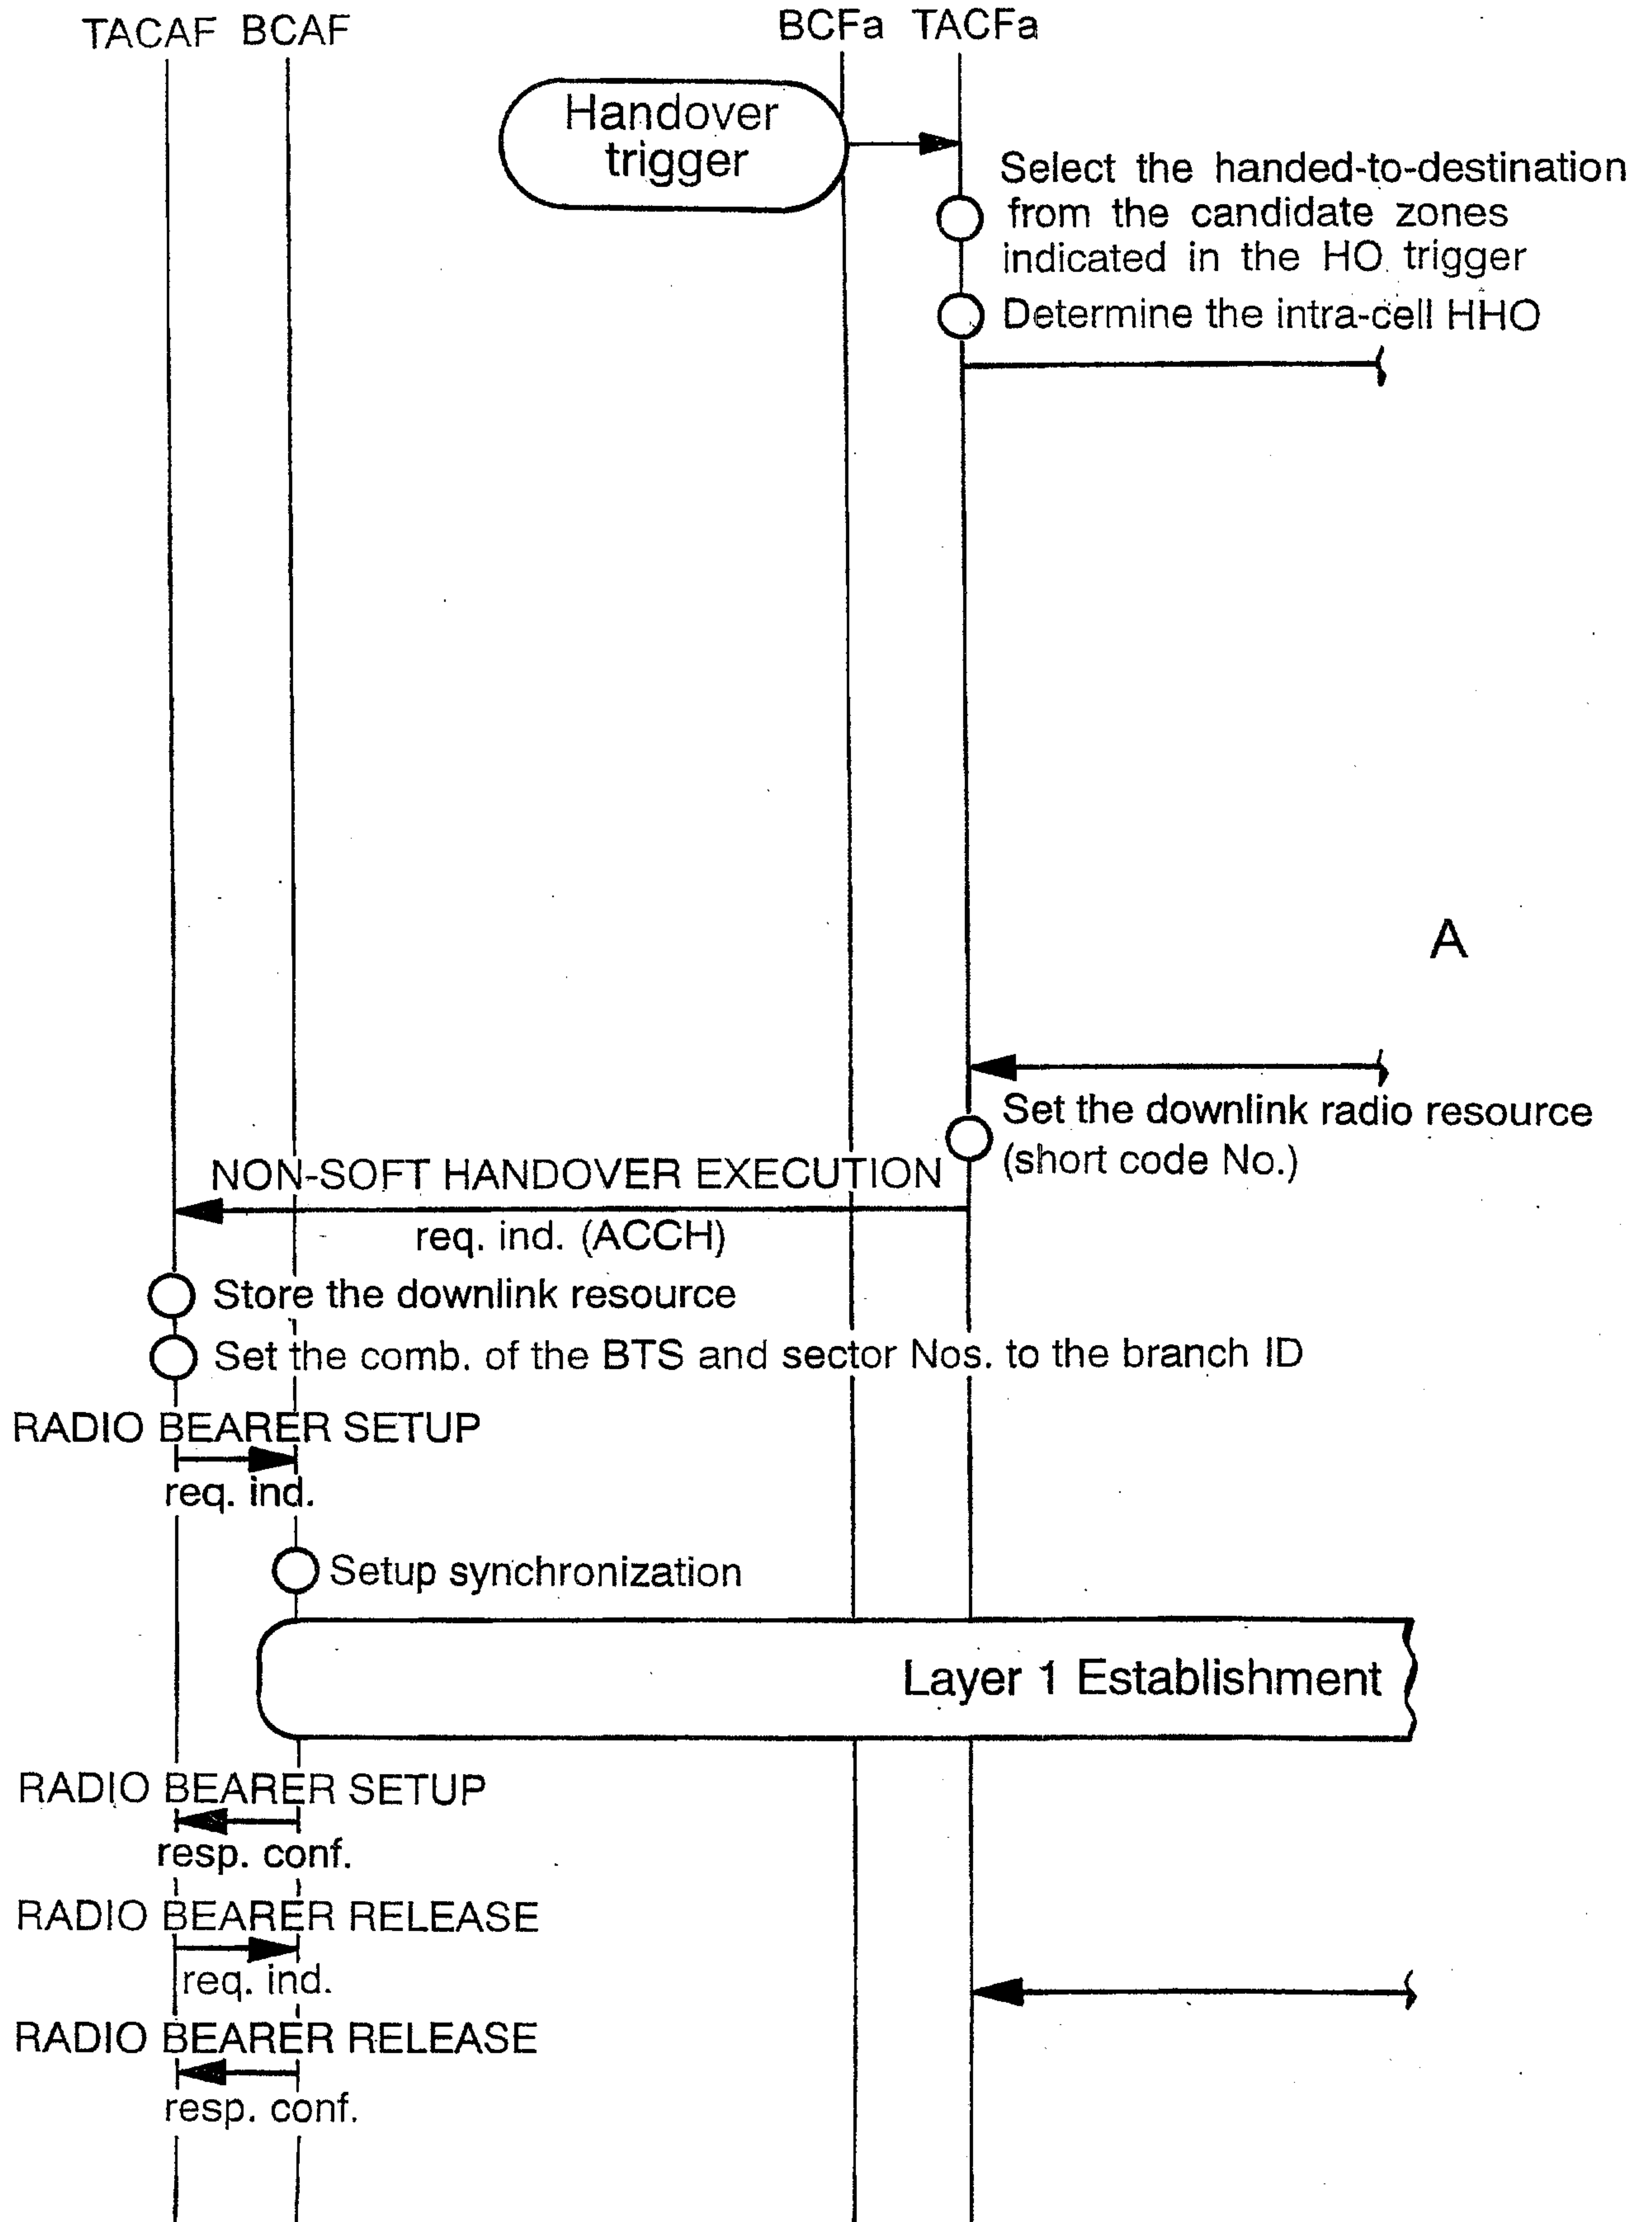 TACAF BCAF BCFa TACFa
Handover
trigger
Select the handed-to-destination
from the candidate zones
indicated in the HO trigger
Determine the intra-cell HHO
A
Set the downlink radio resource
(short code No.)
NON-SOFT HANDOVER EXECUTION
req. ind. (ACCH)
Store the downlink resource
Set the comb. of the BTS and sector Nos. to the branch ID
RADIO BEARER SETUP
req. ind.
Setup synchronization
Layer 1 Establishment
RADIO BEARER SETUP
resp. conf.
RADIO BEARER RELEASE
req. ind.
RADIO BEARER RELEASE
resp. conf.